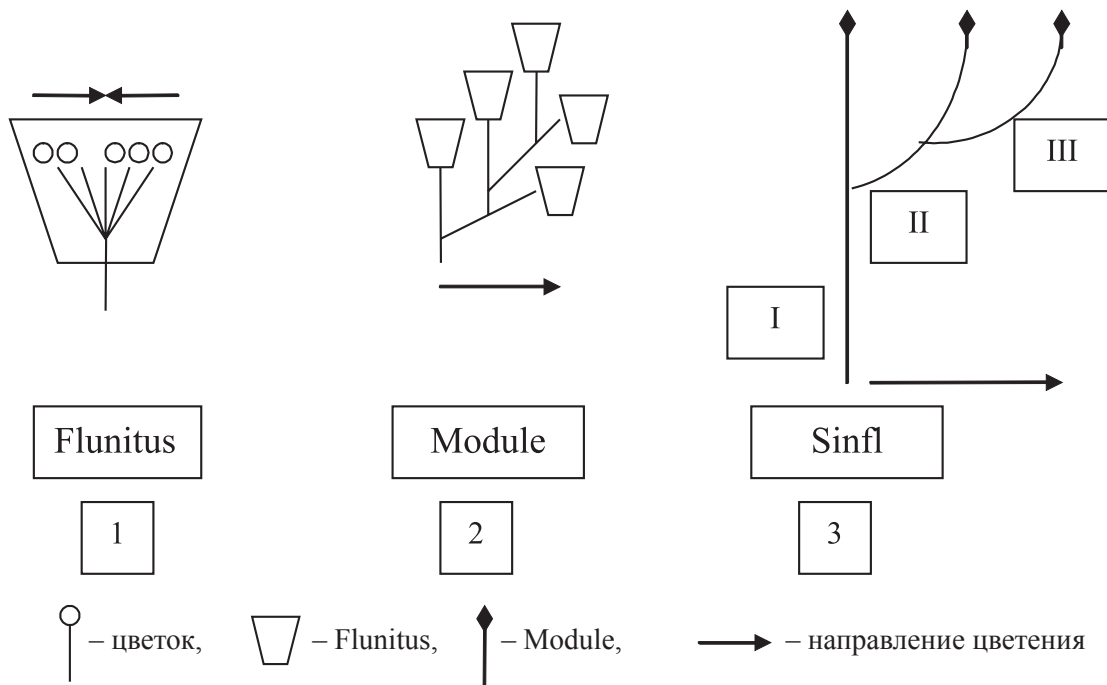 III
II
I
Flunitus Module Sinfl
1 2 3
– цветок, – Flunitus, – Module, – направление цветения